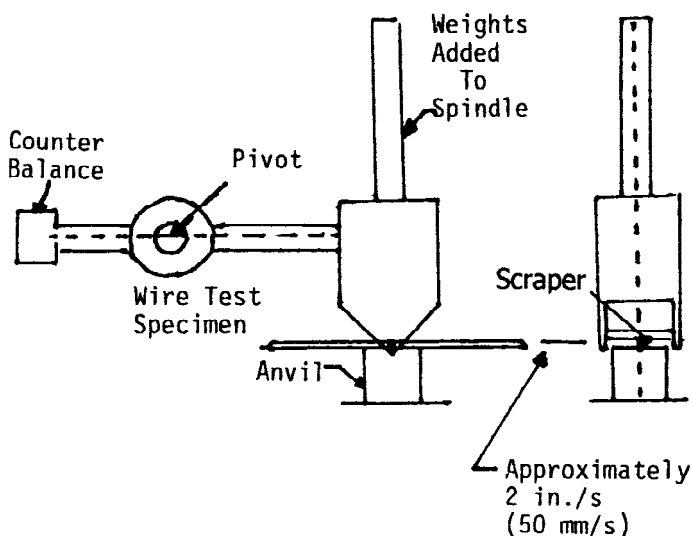 Weights
Added
To
Spindle
Counter
Balance
Pivot
Wire Test
Specimen
Scraper
Anvil
Approximately
2 in./s
(50 mm/s)